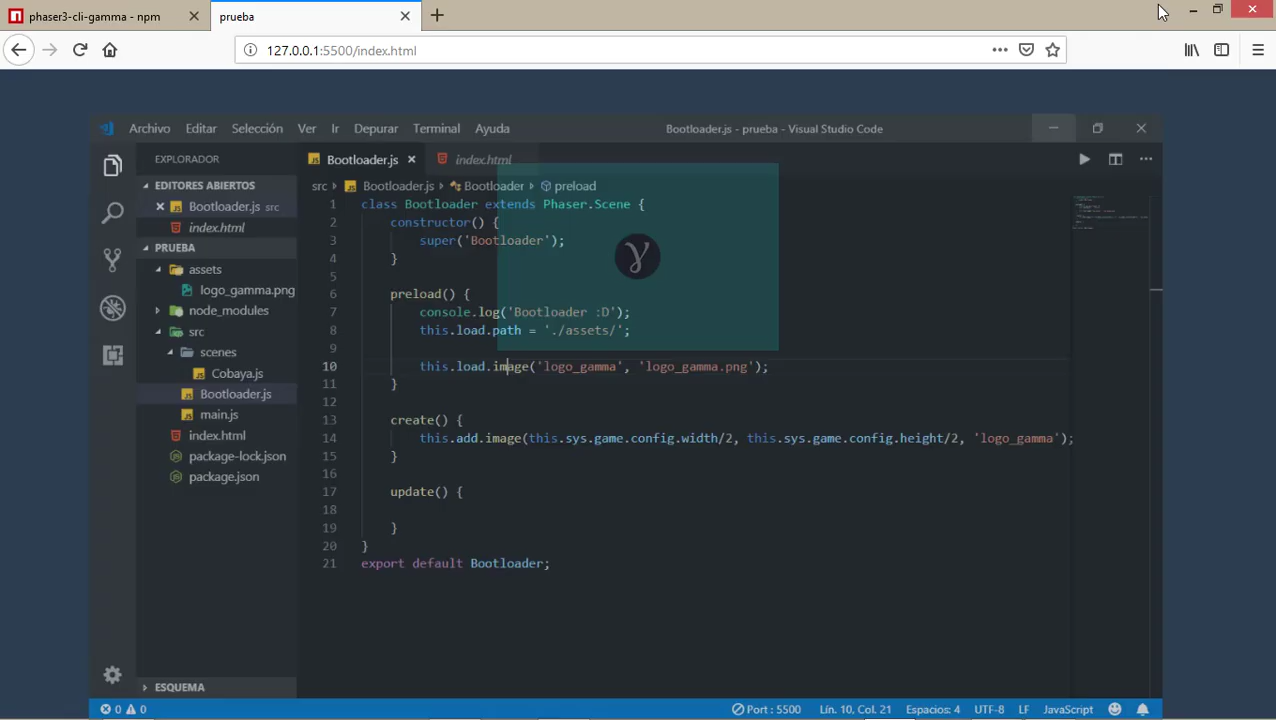 phaser3-cli-gamma - npm
prueba
127.0.0.1:5500/index.html
Archivo Editar Selección Ver Ir Depurar Terminal Ayuda
Bootloader.js - prueba - Visual Studio Code
EXPLORADOR
EDITORES ABIERTOS
Bootloader.js src
index.html
PRUEBA
assets
logo_gamma.png
node_modules
src
scenes
Cobaya.js
Bootloader.js
main.js
index.html
package-lock.json
package.json
ESQUEMA
JS Bootloader.js
index.html
src > JS Bootloader.js > Bootloader > preload
1 class Bootloader extends Phaser.Scene {
2 constructor() {
3 super('Bootloader');
4 }
5
6 preload() {
7 console.log('Bootloader :D');
8 this.load.path = './assets/';
9
10 this.load.image('logo_gamma', 'logo_gamma.png');
11 }
12
13 create() {
14 this.add.image(this.sys.game.config.width/2, this.sys.game.config.height/2, 'logo_gamma');
15 }
16
17 update() {
18
19 }
20 }
21 export default Bootloader;
γ
0 0
Port : 5500 Lín. 10, Col. 21 Espacios: 4 UTF-8 LF JavaScript